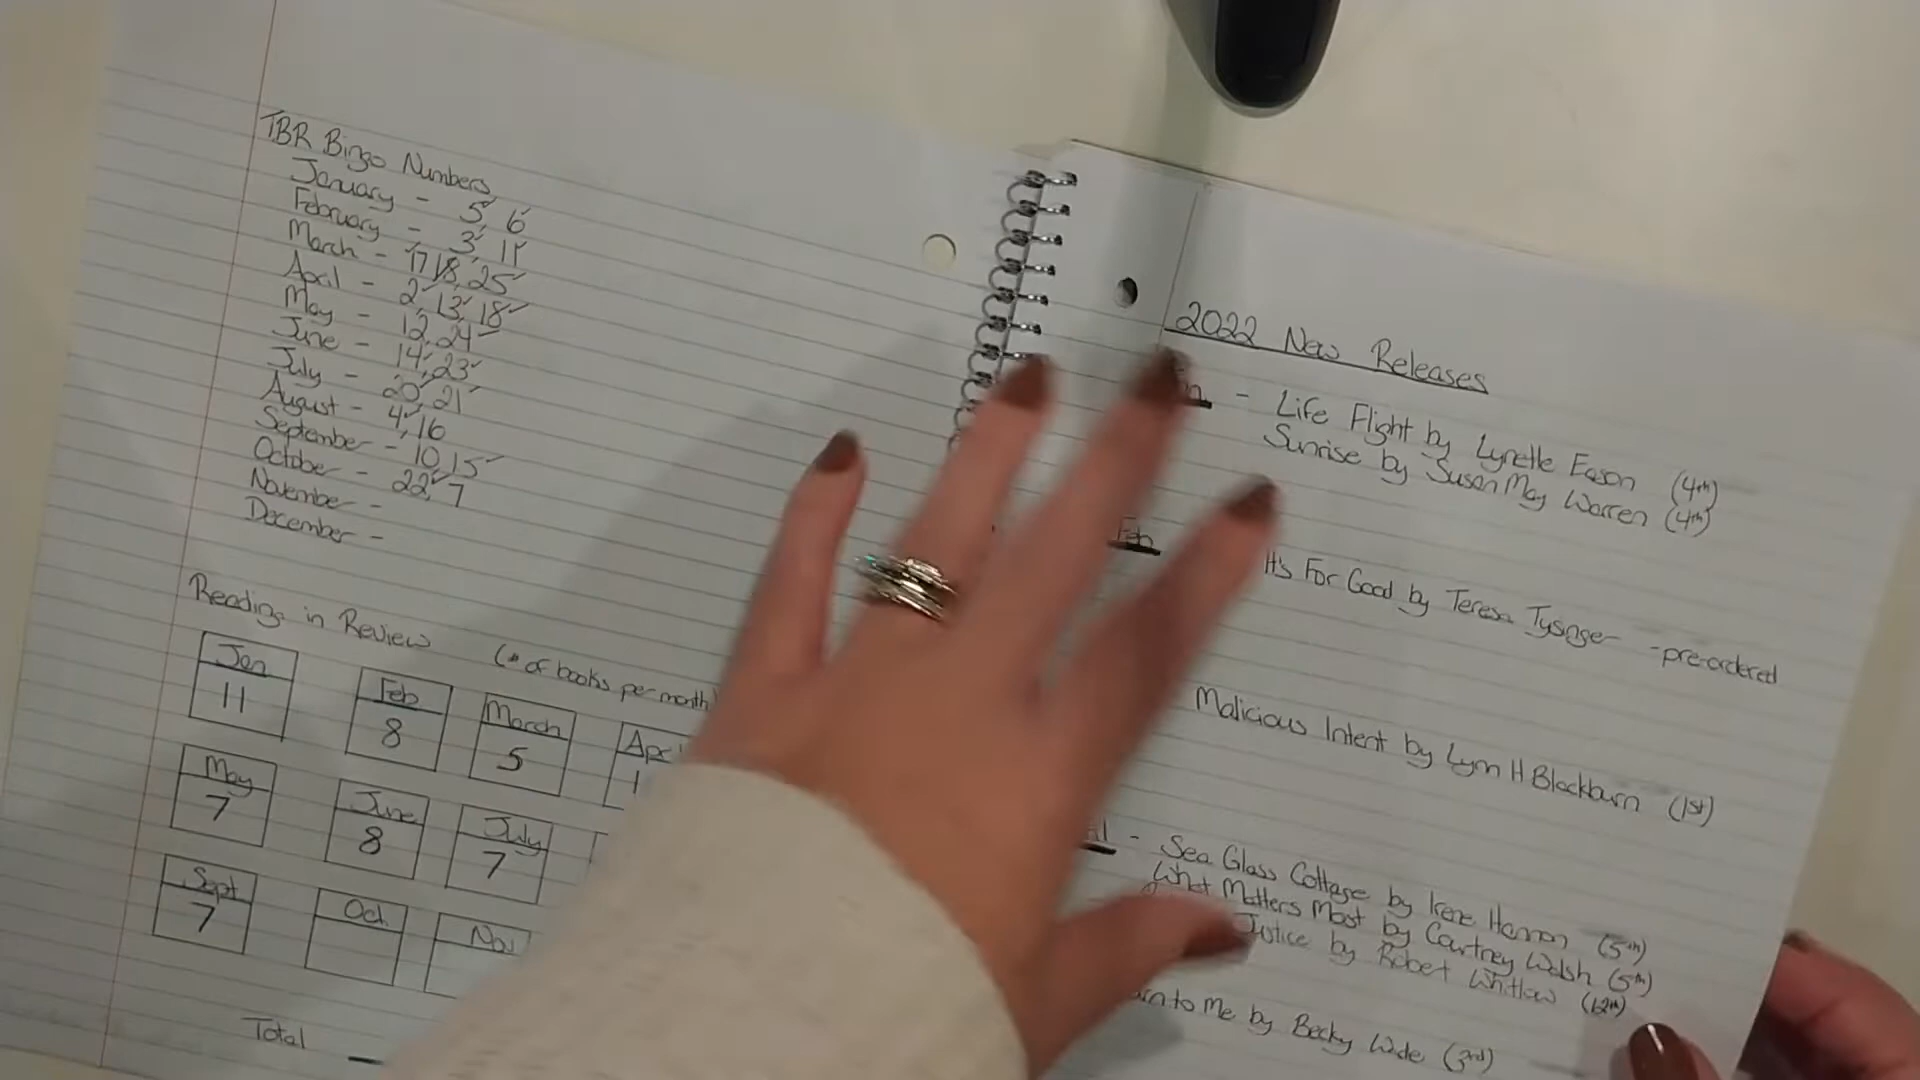 TBR Bingo Numbers
January - 5, 6
February - 3, 11
March - 17, 18, 25
April - 2, 13, 18
May - 12, 24
June - 14, 23
July - 20, 21
August - 4, 16
September - 10, 15
October - 22, 7
November -
December -
Reading in Review (# of books per month)
Jan
11
Feb
8
March
5
May
7
June
8
July
7
Sept
7
Oct.
Nov
Total
2022 New Releases
- Life Flight by Lynette Eason (4th)
Sunrise by Susan May Warren (4th)
Feb
It's For Good by Teresa Tysinger - pre-ordered
Malicious Intent by Lynn H Blackburn (1st)
- Sea Glass Cottage by Irene Hannon (5th)
What Matters Most by Courtney Walsh (5th)
Justice by Robert Whitlow (12th)
to Me by Becky Wade (3rd)